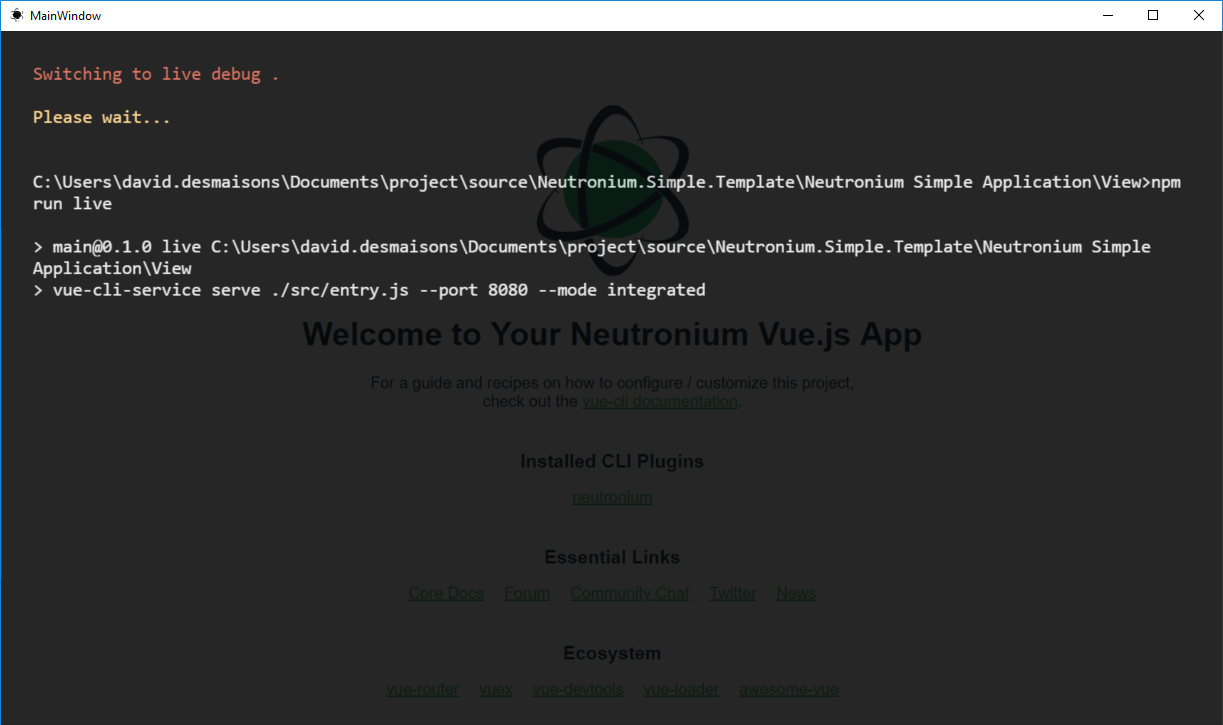 MainWindow
Switching to live debug .
Please wait...
C:\Users\david.desmaisons\Documents\project\source\Neutronium.Simple.Template\Neutronium Simple Application\View>npm
run live
> main@0.1.0 live C:\Users\david.desmaisons\Documents\project\source\Neutronium.Simple.Template\Neutronium Simple
Application\View
> vue-cli-service serve ./src/entry.js --port 8080 --mode integrated
Welcome to Your Neutronium Vue.js App
For a guide and recipes on how to configure / customize this project,
check out the vue-cli documentation.
Installed CLI Plugins
neutronium
Essential Links
Core Docs Forum Community Chat Twitter News
Ecosystem
vue-router vuex vue-devtools vue-loader awesome-vue